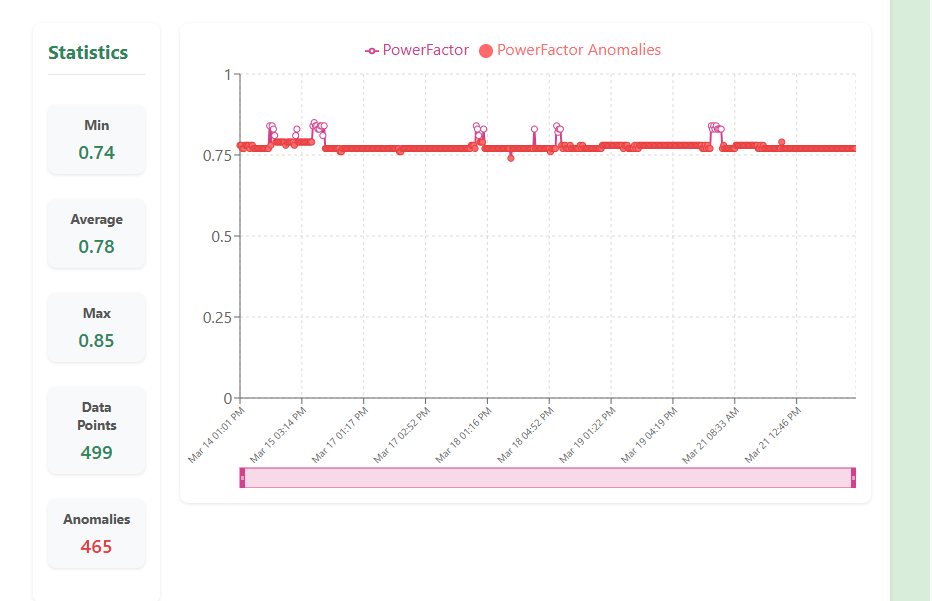 Statistics
Min
0.74
Average
0.78
Max
0.85
Data
Points
499
Anomalies
465
PowerFactor
PowerFactor Anomalies
1
0.75
0.5
0.25
0
Mar 14 01:01 PM
Mar 15 03:14 PM
Mar 17 01:17 PM
Mar 17 02:52 PM
Mar 18 01:16 PM
Mar 18 04:52 PM
Mar 19 01:22 PM
Mar 19 04:19 PM
Mar 21 08:33 AM
Mar 21 12:46 PM